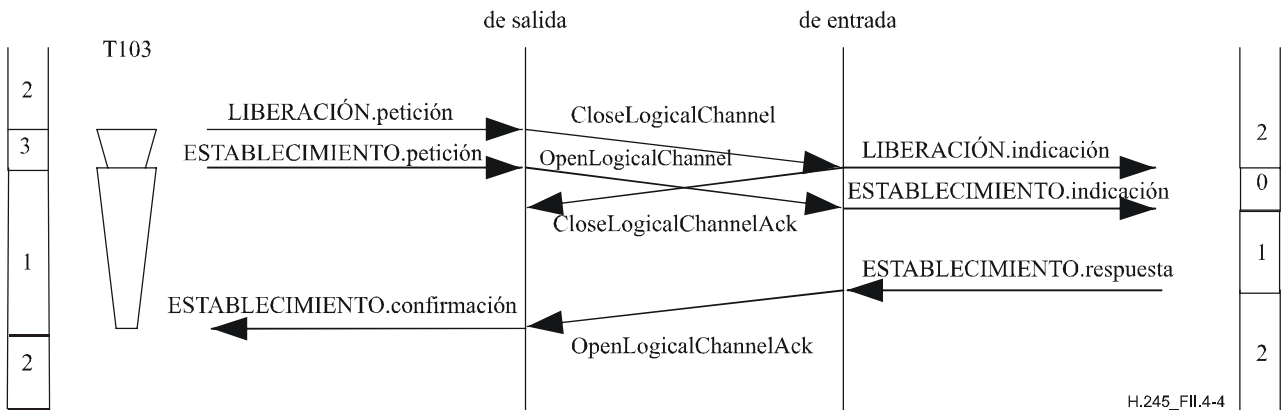 de salida
de entrada
T103
2
LIBERACIÓN.petición
CloseLogicalChannel
2
3
ESTABLECIMIENTO.petición
OpenLogicalChannel
LIBERACIÓN.indicación
0
ESTABLECIMIENTO.indicación
CloseLogicalChannelAck
1
1
ESTABLECIMIENTO.respuesta
ESTABLECIMIENTO.confirmación
OpenLogicalChannelAck
2
2
H.245_FII.4-4